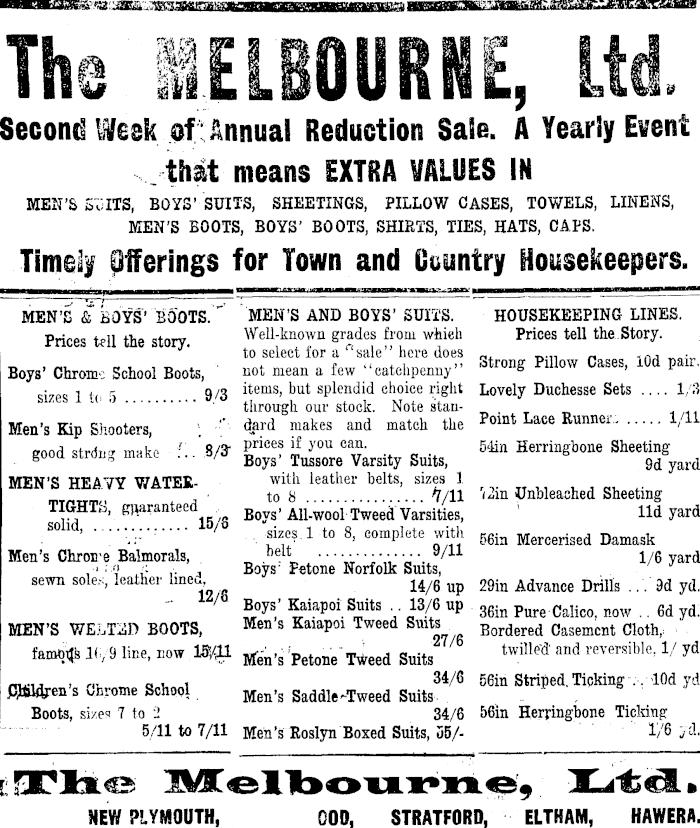 The MELBOURNE, Ltd.
Second Week of Annual Reduction Sale. A Yearly Event
that means EXTRA VALUES IN
MEN'S SUITS, BOYS' SUITS, SHEETINGS, PILLOW CASES, TOWELS, LINENS,
MEN'S BOOTS, BOYS' BOOTS, SHIRTS, TIES, HATS, CAPS.
Timely Offerings for Town and Country Housekeepers.
MEN'S & BOYS' BOOTS.
Prices tell the story.
Boys' Chrome School Boots,
sizes 1 to 5 .......... 9/3
Men's Kip Shooters,
good strong make ... 8/3
MEN'S HEAVY WATER-
TIGHTS, guaranteed
solid, ............. 15/6
Men's Chrome Balmorals,
sewn soles, leather lined,
12/6
MEN'S WELTED BOOTS,
famous 16/9 line, now 15/11
Children's Chrome School
Boots, sizes 7 to 2
5/11 to 7/11
MEN'S AND BOYS' SUITS.
Well-known grades from which
to select for a "sale" here does
not mean a few "catchpenny"
items, but splendid choice right
through our stock. Note stan-
dard makes and match the
prices if you can.
Boys' Tussore Varsity Suits,
with leather belts, sizes 1
to 8 ................ 7/11
Boys' All-wool Tweed Varsities,
sizes 1 to 8, complete with
belt .............. 9/11
Boys' Petone Norfolk Suits,
14/6 up
Boys' Kaiapoi Suits .. 13/6 up
Men's Kaiapoi Tweed Suits
27/6
Men's Petone Tweed Suits
34/6
Men's Saddle Tweed Suits
34/6
Men's Roslyn Boxed Suits, 55/-
HOUSEKEEPING LINES.
Prices tell the Story.
Strong Pillow Cases, 10d pair.
Lovely Duchesse Sets .... 1/3
Point Lace Runners ..... 1/11
54in Herringbone Sheeting
9d yard
72in Unbleached Sheeting
11d yard
56in Mercerised Damask
1/6 yard
29in Advance Drills ... 9d yd.
36in Pure Calico, now .. 6d yd.
Bordered Casement Cloth,
twilled and reversible, 1/ yd
56in Striped Ticking ... 10d yd
56in Herringbone Ticking
1/6 yd.
The Melbourne, Ltd.
NEW PLYMOUTH, OOD, STRATFORD, ELTHAM, HAWERA.